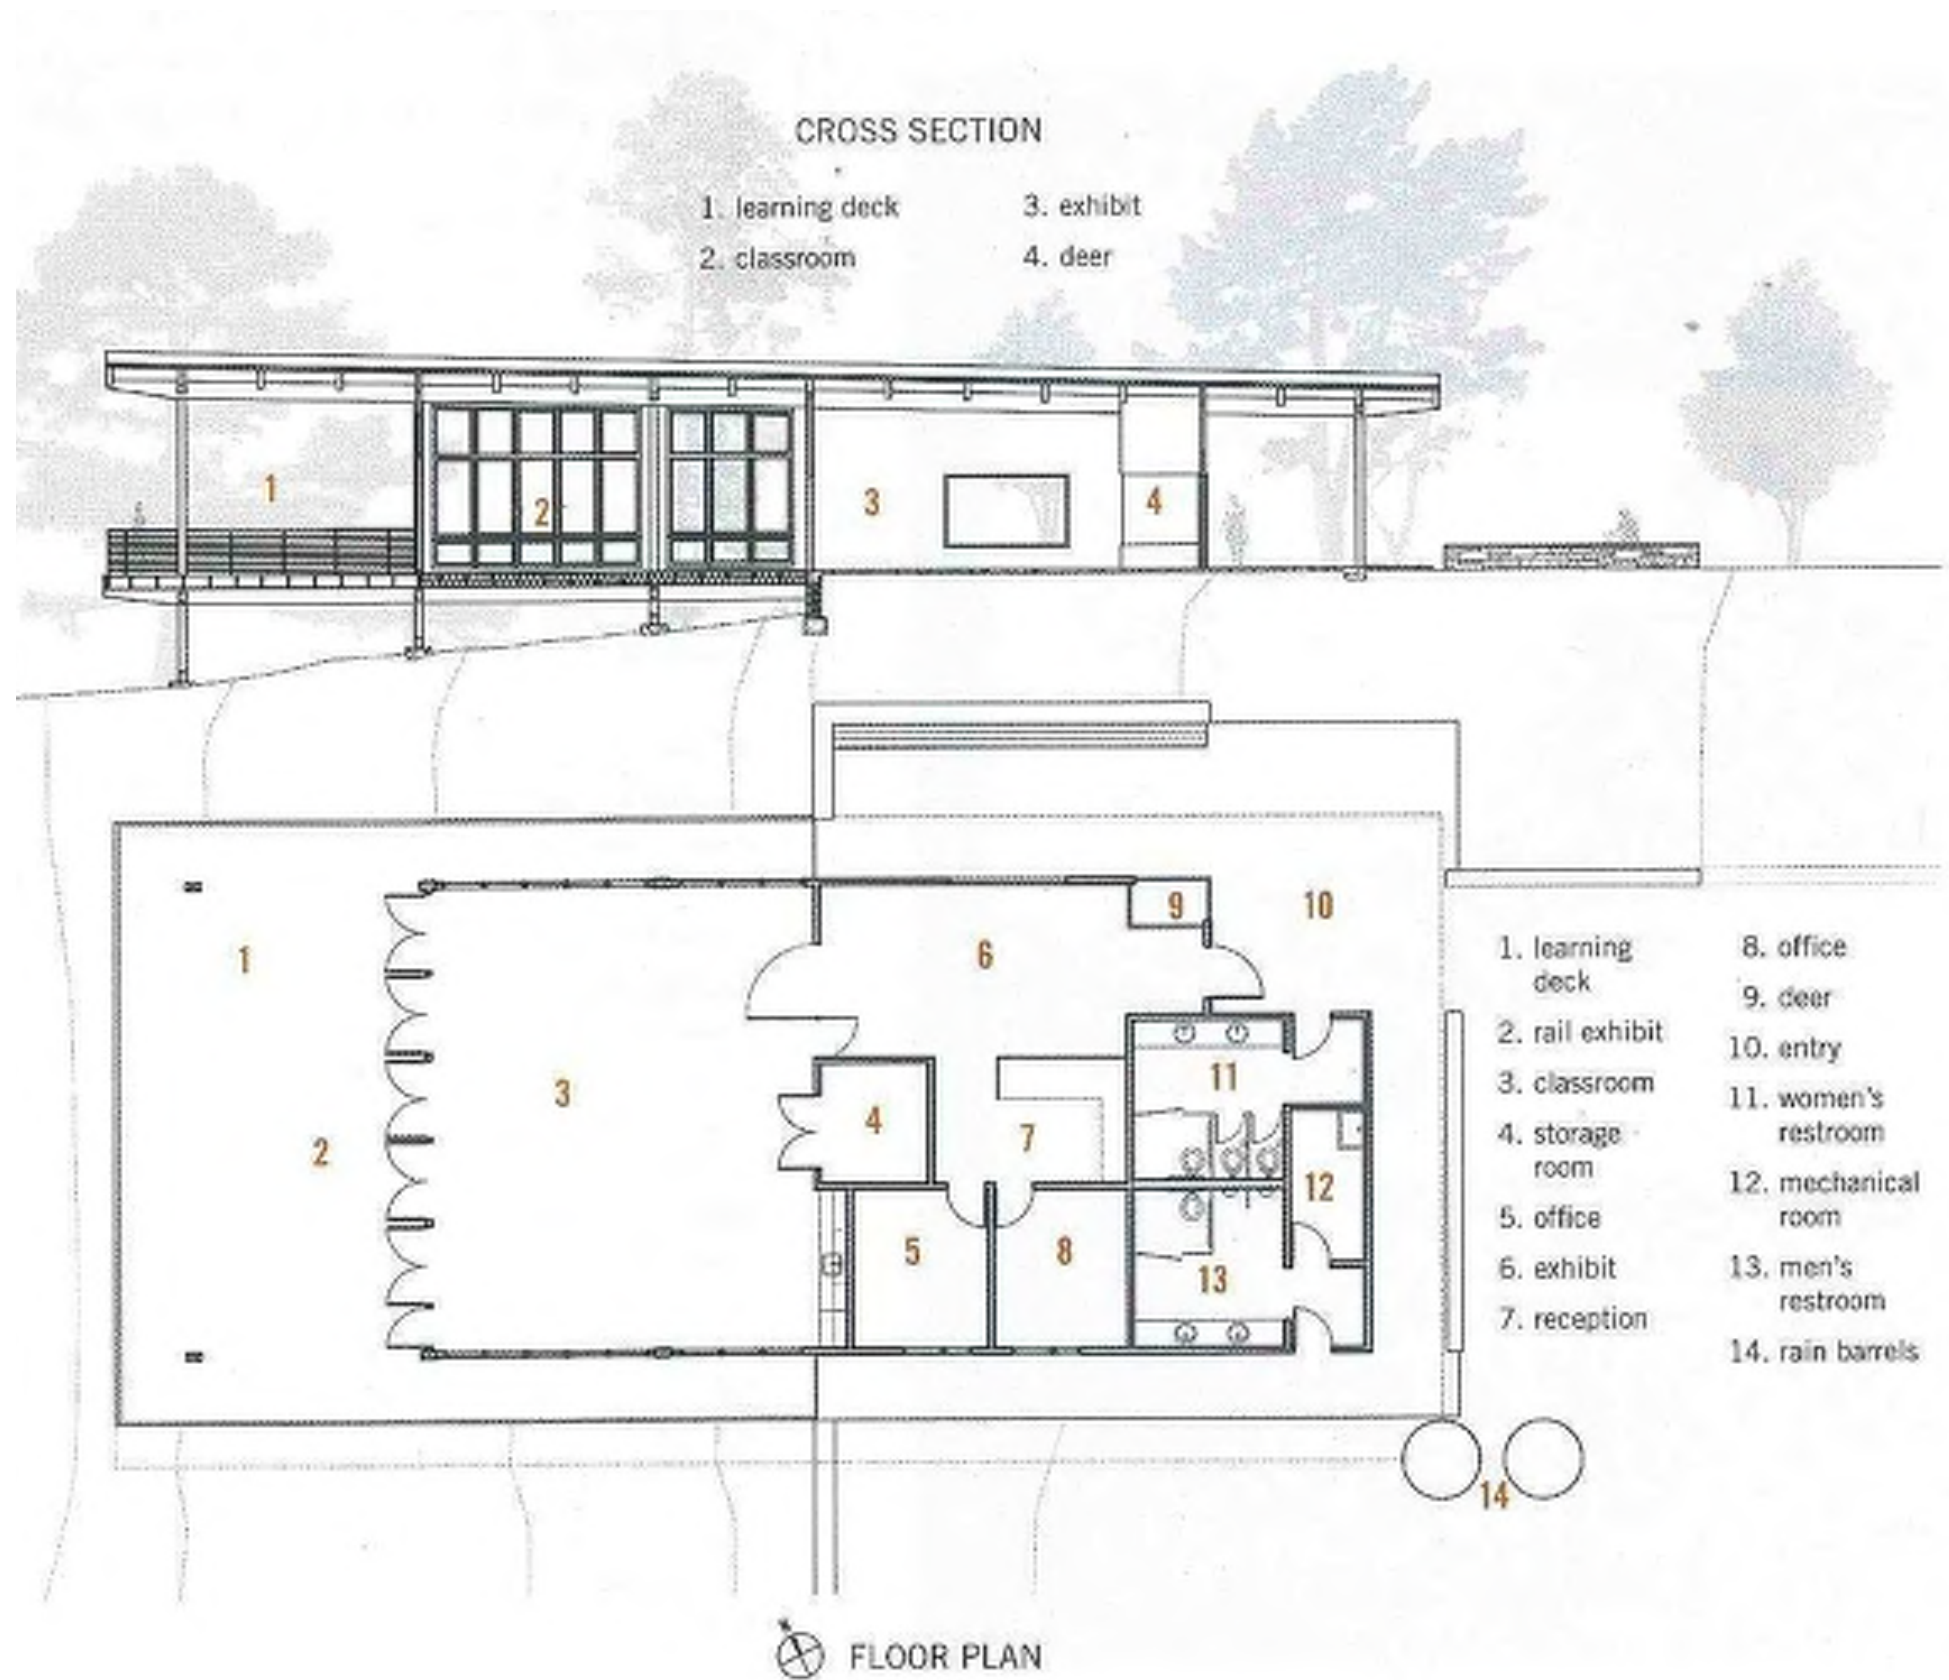 CROSS SECTION
1. learning deck
2. classroom
3. exhibit
4. deer
1
2
3
4
1
2
3
4
5
6
7
8
9
10
11
12
13
14
1. learning
deck
2. rail exhibit
3. classroom
4. storage
room
5. office
6. exhibit
7. reception
8. office
9. deer
10. entry
11. women's
restroom
12. mechanical
room
13. men's
restroom
14. rain barrels
FLOOR PLAN